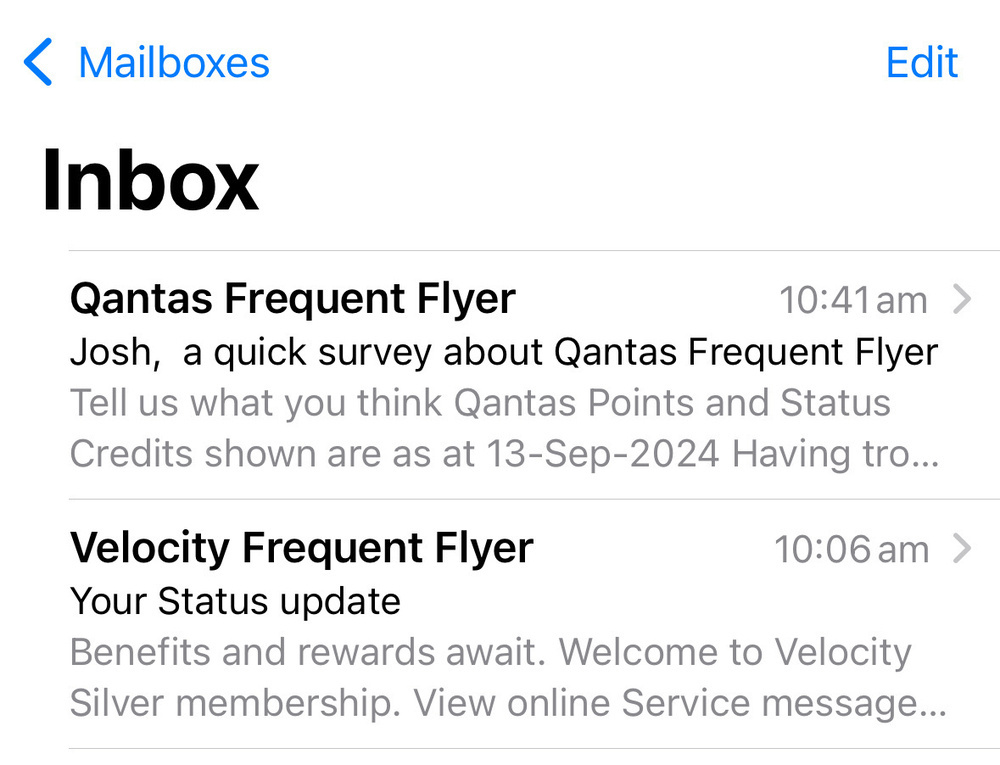 Mailboxes
Edit
Inbox
Qantas Frequent Flyer 10:41 am
Josh,  a quick survey about Qantas Frequent Flyer
Tell us what you think Qantas Points and Status
Credits shown are as at 13-Sep-2024 Having tro...
Velocity Frequent Flyer 10:06 am
Your Status update
Benefits and rewards await. Welcome to Velocity
Silver membership. View online Service message...